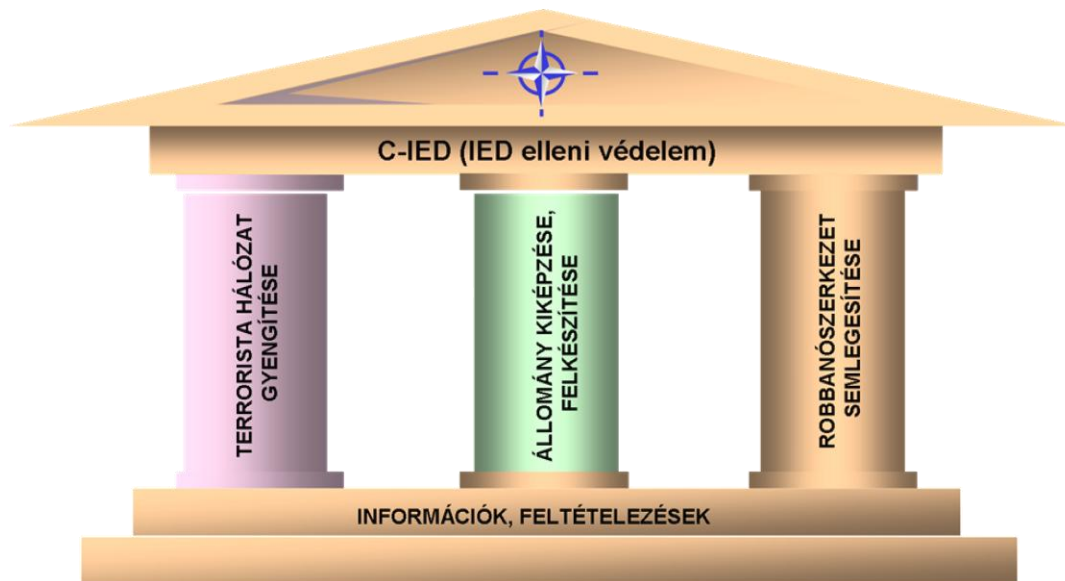 C-IED (IED elleni védelem)
TERRORISTA HÁLÓZAT
GYENGÍTÉSE
ÁLLOMÁNY KIKÉPZÉSE,
FELKÉSZÍTÉSE
ROBBANÓSZERKEZET
SEMLEGESÍTÉSE
INFORMÁCIÓK, FELTÉTELEZÉSEK